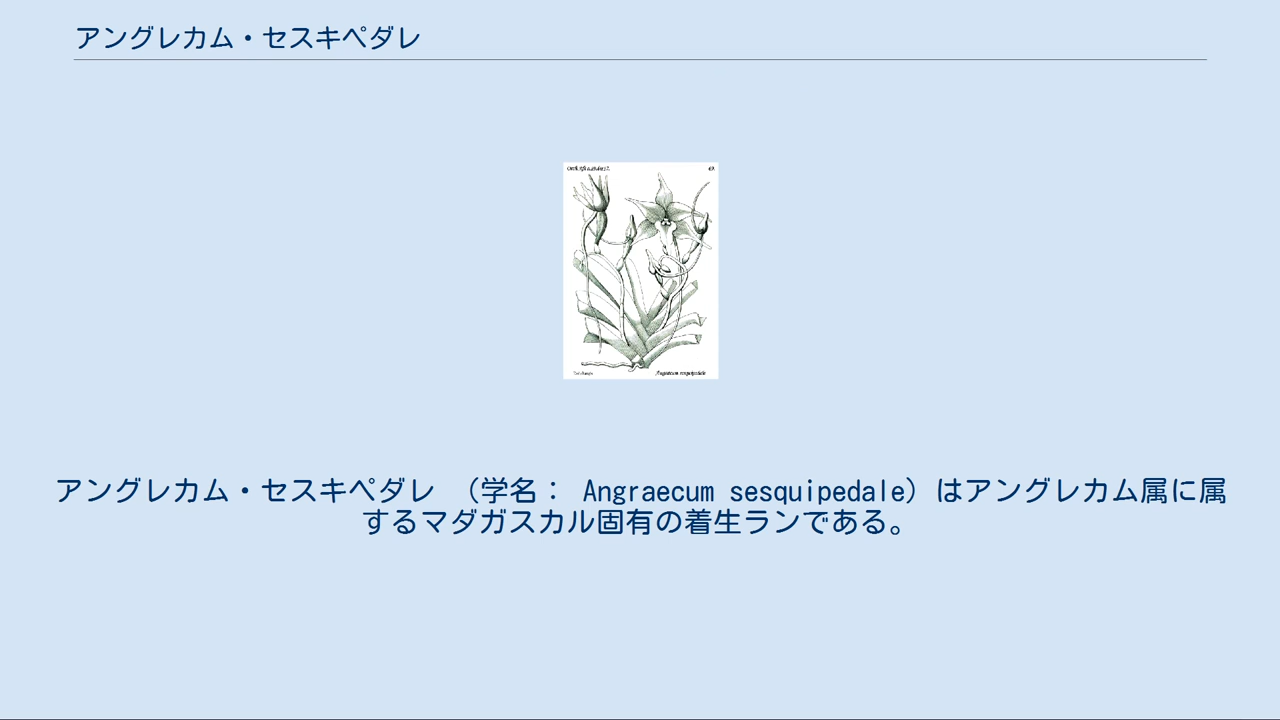 アングレカム・セスキペダレ
アングレカム・セスキペダレ （学名： Angraecum sesquipedale）はアングレカム属に属
するマダガスカル固有の着生ランである。